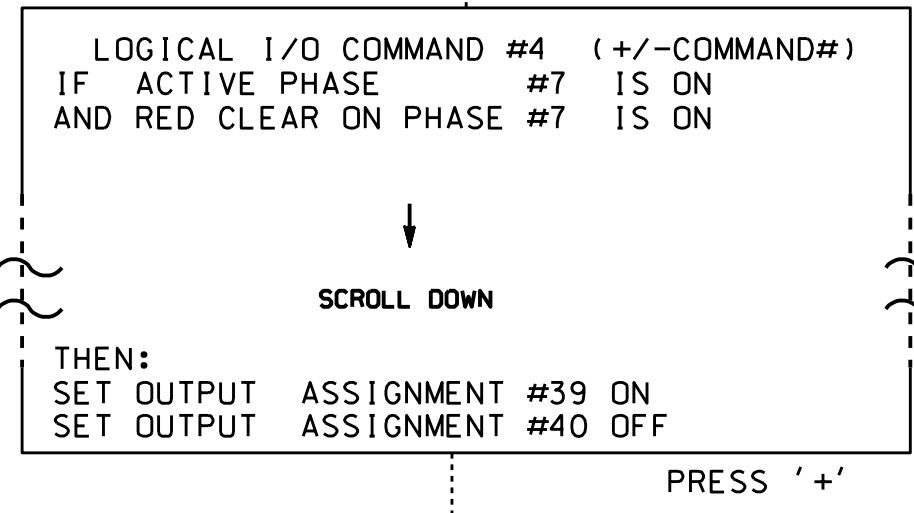 LOGICAL I/O COMMAND #4 (+/-COMMAND#)
IF ACTIVE PHASE #7 IS ON
AND RED CLEAR ON PHASE #7 IS ON
SCROLL DOWN
THEN:
SET OUTPUT ASSIGNMENT #39 ON
SET OUTPUT ASSIGNMENT #40 OFF
PRESS '+'